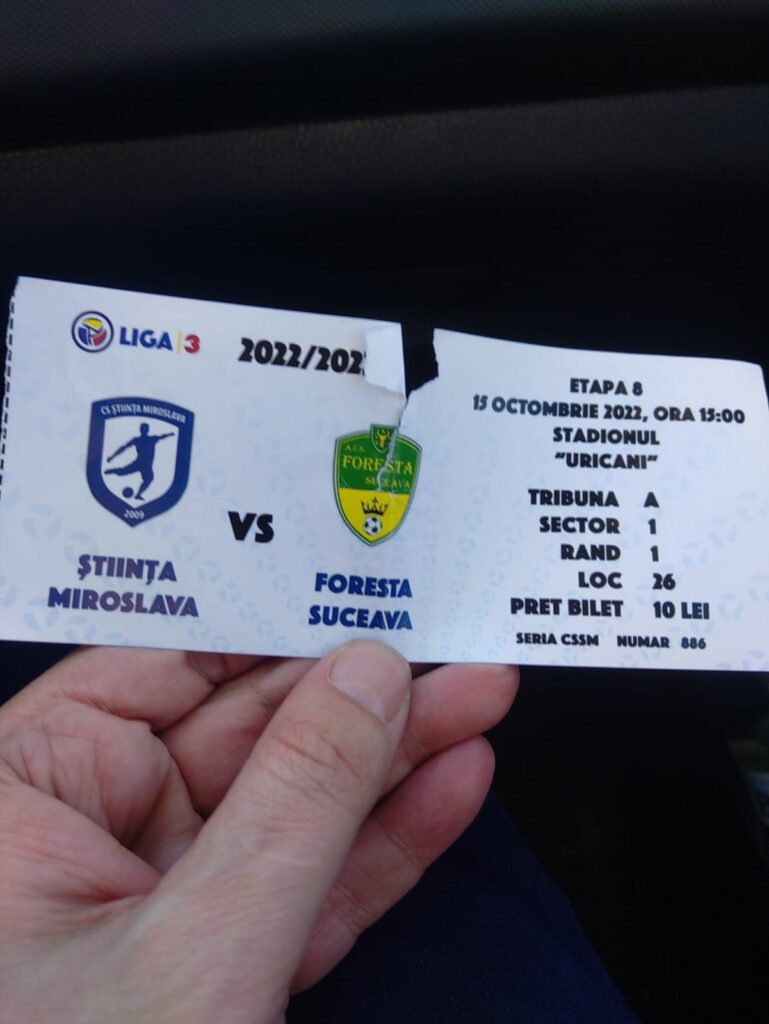 LIGA 3
2022/202
CS ȘTIINȚA MIROSLAVA
2009
A.C.S.
FORESTA
SUCEAVA
VS
ȘTIINȚA
MIROSLAVA
FORESTA
SUCEAVA
ETAPA 8
15 OCTOMBRIE 2022, ORA 15:00
STADIONUL
"URICANI"
TRIBUNA A
SECTOR 1
RAND 1
LOC 26
PRET BILET 10 LEI
SERIA CSSM NUMAR 886